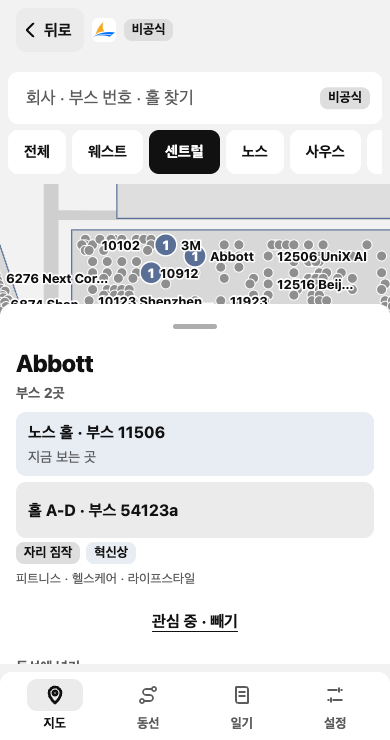 뒤로
비공식
회사 · 부스 번호 · 홀 찾기
비공식
전체
웨스트
센트럴
노스
사우스
10102
1
3M
1
Abbott
12506 UniX AI
6276 Next Cor...
1
10912
12516 Beij...
10123 Shenzhen
11923
Abbott
부스 2곳
노스 홀 · 부스 11506
지금 보는 곳
홀 A-D · 부스 54123a
자리 짐작
혁신상
피트니스 · 헬스케어 · 라이프스타일
관심 중 · 빼기
지도
동선
일기
설정